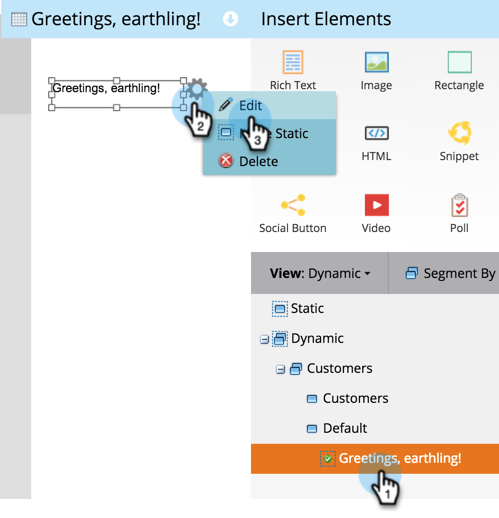 Greetings, earthling!
Insert Elements
Greetings, earthling!
2
Edit
3
Static
Delete
Rich Text
Image
Rectangle
HTML
Snippet
Social Button
Video
Poll
View: Dynamic
Segment By
Static
Dynamic
Customers
Customers
Default
Greetings, earthling!
1